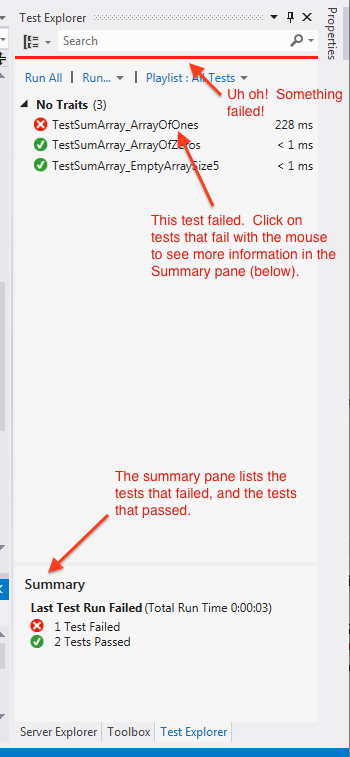 Test Explorer
Properties
Search
Run All | Run... Playlist : All Tests
Uh oh!  Something
failed!
No Traits (3)
TestSumArray_ArrayOfOnes 228 ms
TestSumArray_ArrayOfZeros < 1 ms
TestSumArray_EmptyArraySize5 < 1 ms
This test failed.  Click on
tests that fail with the mouse
to see more information in the
Summary pane (below).
The summary pane lists the
tests that failed, and the tests
that passed.
Summary
Last Test Run Failed (Total Run Time 0:00:03)
1 Test Failed
2 Tests Passed
Server Explorer Toolbox Test Explorer